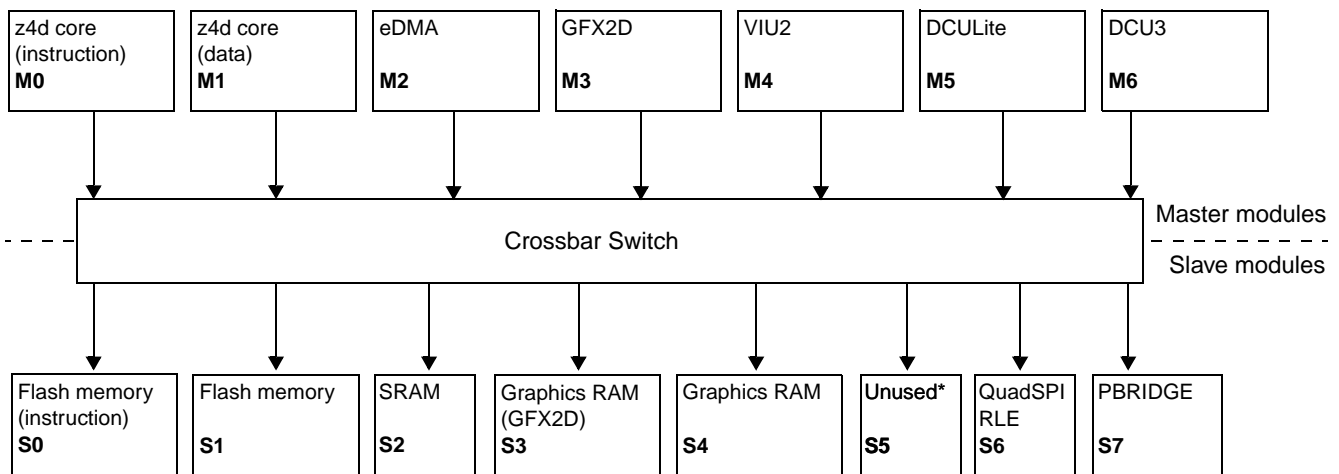 z4d core
(instruction)
M0
z4d core
(data)
M1
eDMA
M2
GFX2D
M3
VIU2
M4
DCULite
M5
DCU3
M6
Master modules
Crossbar Switch
Slave modules
Flash memory
(instruction)
S0
Flash memory
S1
SRAM
S2
Graphics RAM
(GFX2D)
S3
Graphics RAM
S4
Unused*
S5
QuadSPI
RLE
S6
PBRIDGE
S7